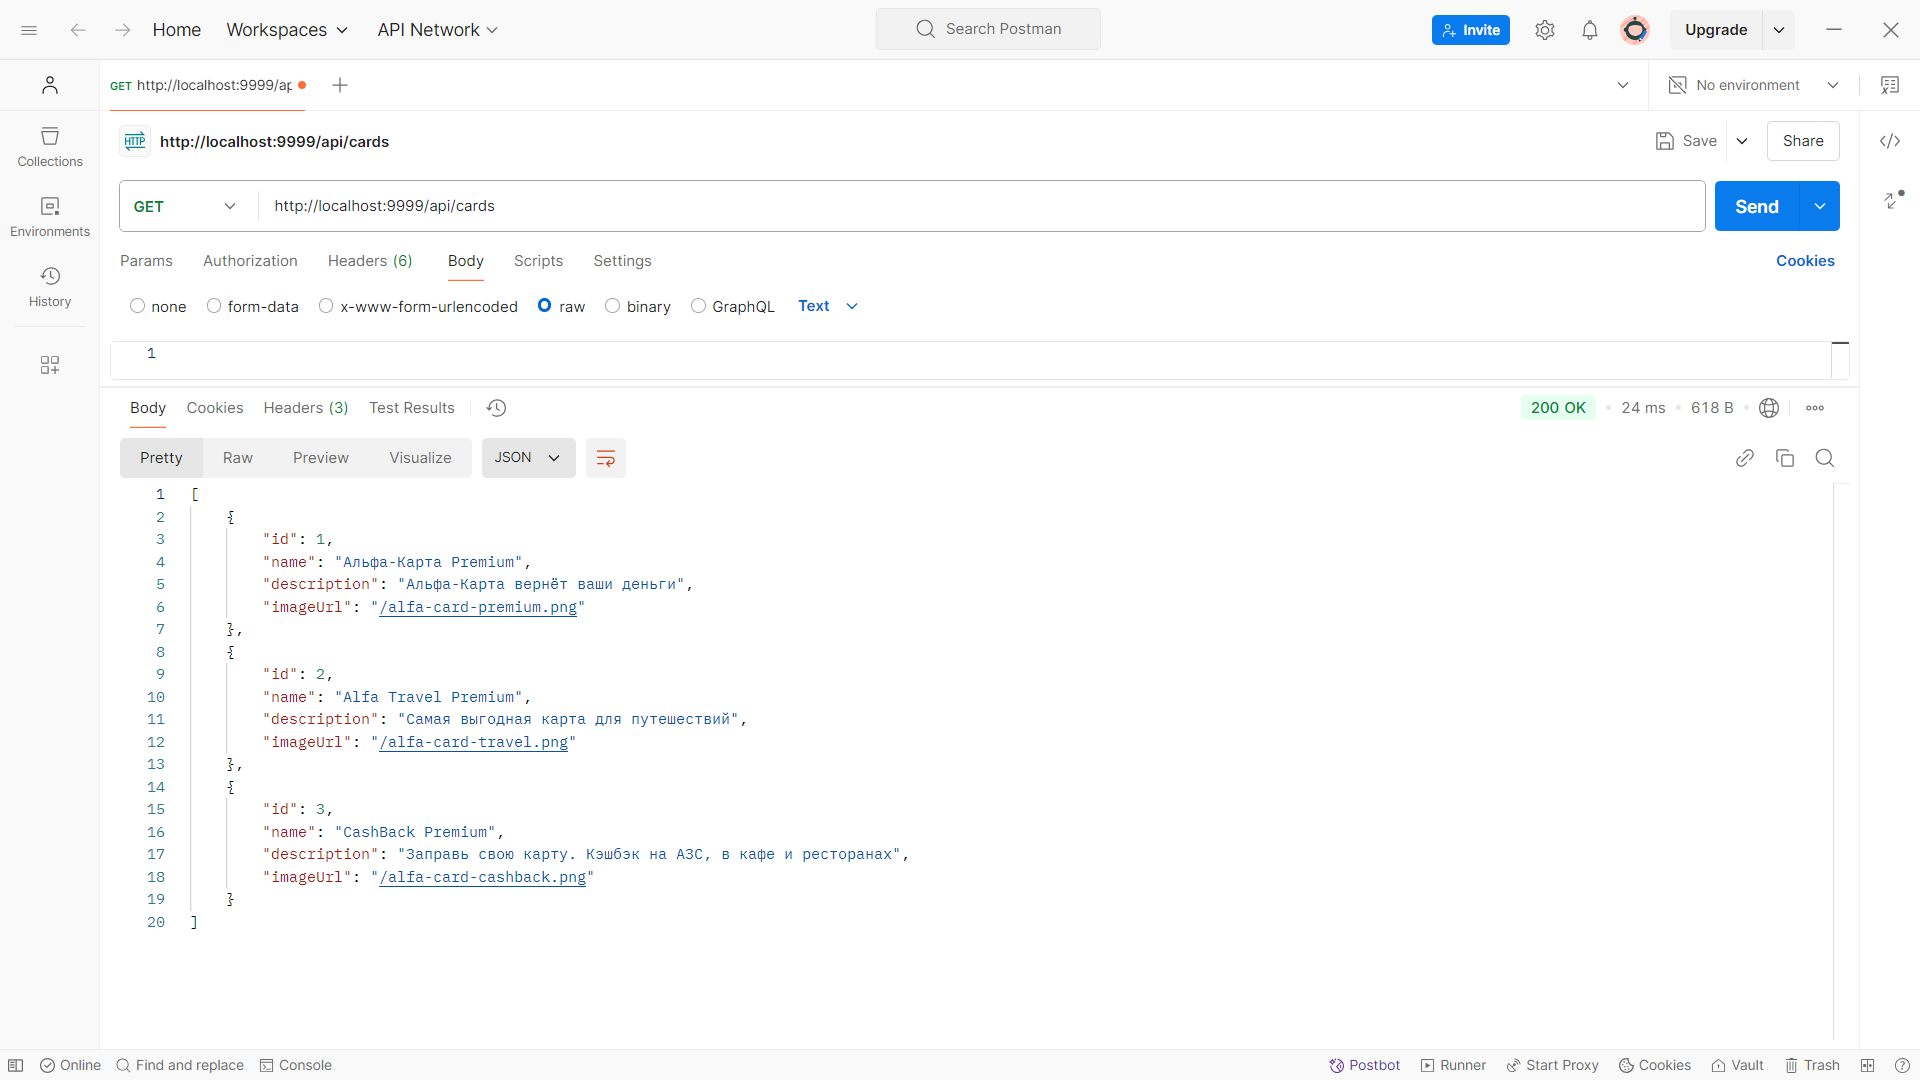 Home Workspaces API Network Search Postman Invite Upgrade
GET http://localhost:9999/ap No environment
HTTP http://localhost:9999/api/cards Save Share
Collections
GET http://localhost:9999/api/cards Send
Environments
Params Authorization Headers (6) Body Scripts Settings Cookies
History
none form-data x-www-form-urlencoded raw binary GraphQL Text
1
Body Cookies Headers (3) Test Results 200 OK 24 ms 618 B
Pretty Raw Preview Visualize JSON
1 [
2 {
3 "id": 1,
4 "name": "Альфа-Карта Premium",
5 "description": "Альфа-Карта вернёт ваши деньги",
6 "imageUrl": "/alfa-card-premium.png"
7 },
8 {
9 "id": 2,
10 "name": "Alfa Travel Premium",
11 "description": "Самая выгодная карта для путешествий",
12 "imageUrl": "/alfa-card-travel.png"
13 },
14 {
15 "id": 3,
16 "name": "CashBack Premium",
17 "description": "Заправь свою карту. Кэшбэк на АЗС, в кафе и ресторанах",
18 "imageUrl": "/alfa-card-cashback.png"
19 }
20 ]
Online Find and replace Console Postbot Runner Start Proxy Cookies Vault Trash